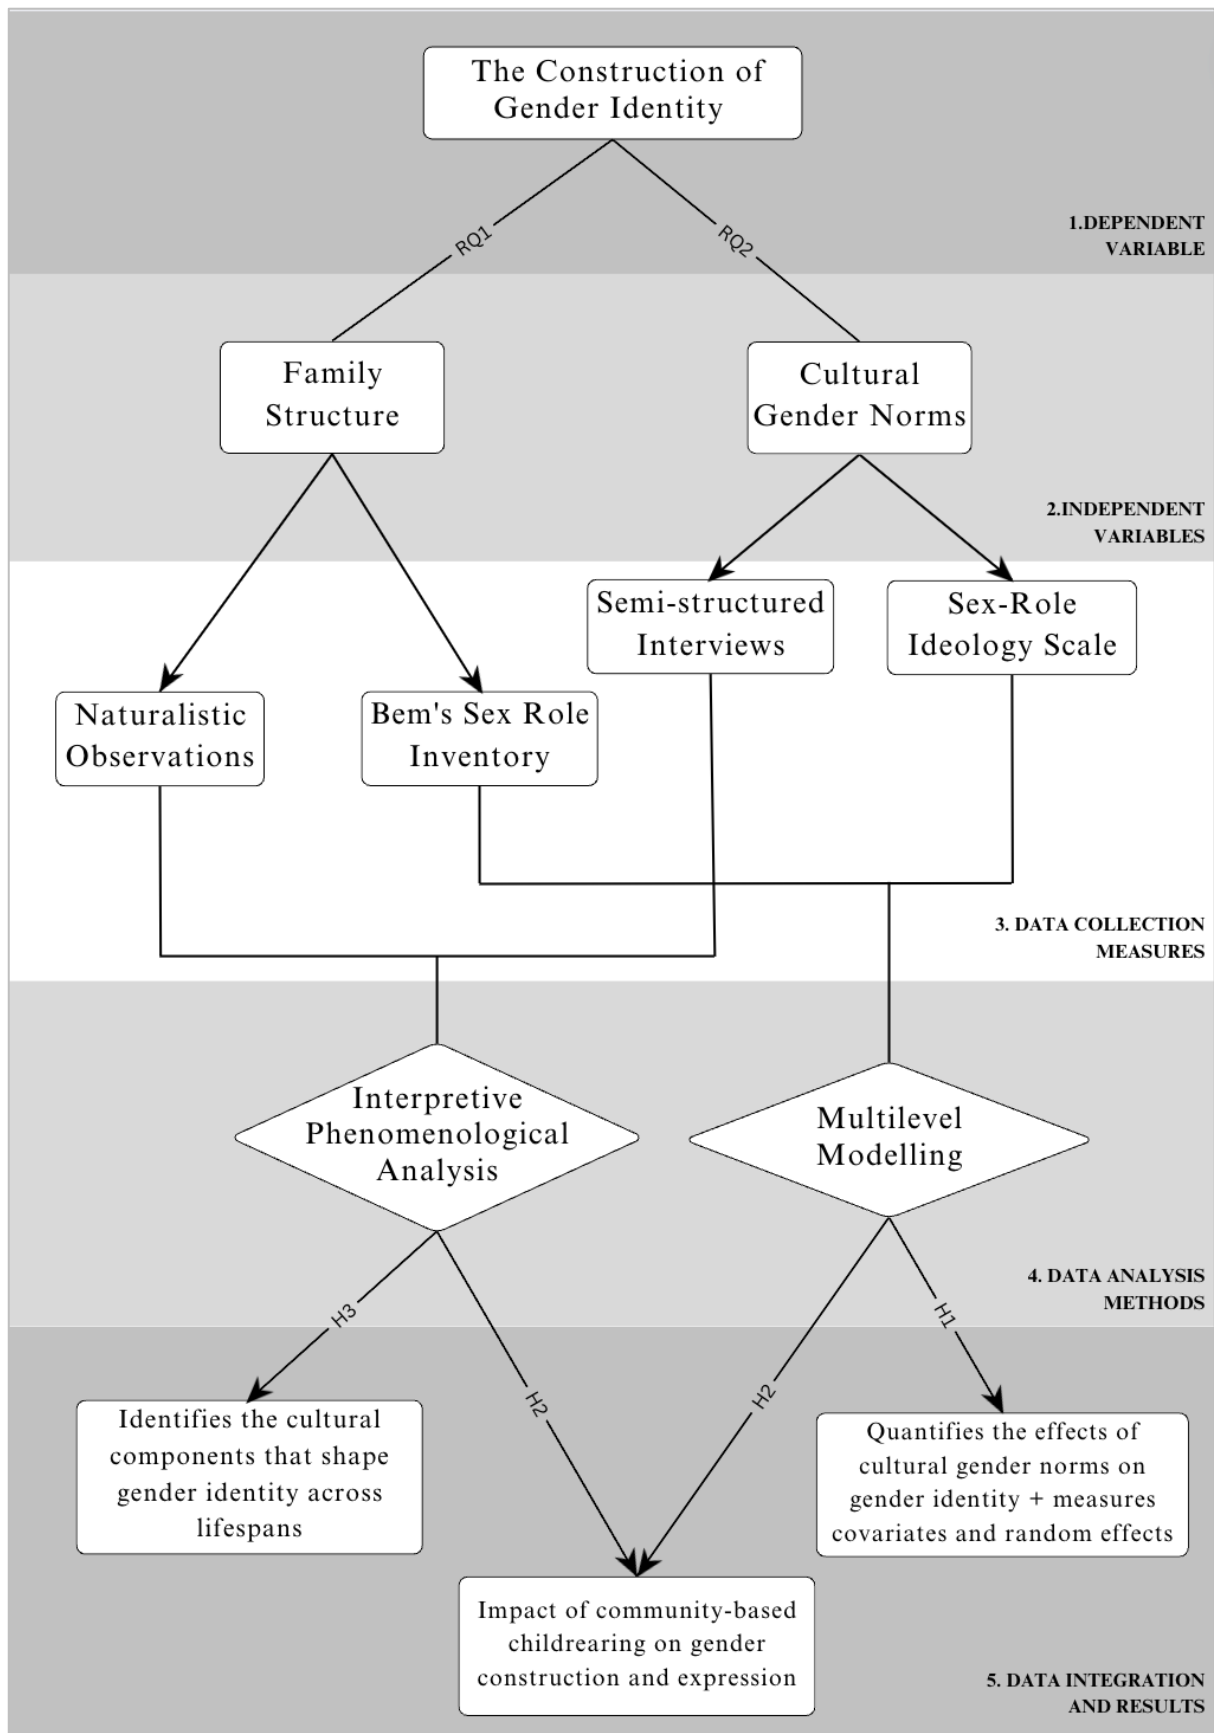 The Construction of
Gender Identity
RQ1
RQ2
1.DEPENDENT
VARIABLE
Family
Structure
Cultural
Gender Norms
2.INDEPENDENT
VARIABLES
Semi-structured
Interviews
Sex-Role
Ideology Scale
Naturalistic
Observations
Bem's Sex Role
Inventory
3. DATA COLLECTION
MEASURES
Interpretive
Phenomenological
Analysis
Multilevel
Modelling
4. DATA ANALYSIS
METHODS
H3
H2
H2
H1
Identifies the cultural
components that shape
gender identity across
lifespans
Quantifies the effects of
cultural gender norms on
gender identity + measures
covariates and random effects
Impact of community-based
childrearing on gender
construction and expression
5. DATA INTEGRATION
AND RESULTS